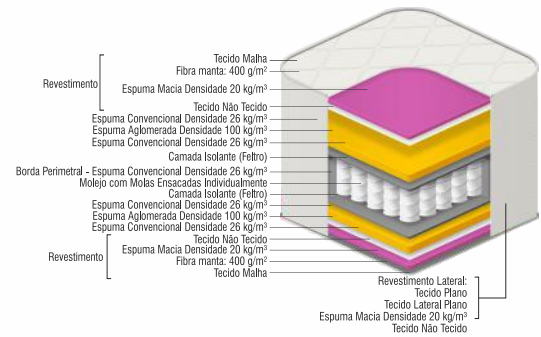 Tecido Malha
Fibra manta: 400 g/m²
Revestimento
Espuma Macia Densidade 20 kg/m³
Tecido Não Tecido
Espuma Convencional Densidade 26 kg/m³
Espuma Aglomerada Densidade 100 kg/m³
Espuma Convencional Densidade 26 kg/m³
Camada Isolante (Feltro)
Borda Perimetral - Espuma Convencional Densidade 26 kg/m³
Molejo com Molas Ensacadas Individualmente
Camada Isolante (Feltro)
Espuma Convencional Densidade 26 kg/m³
Espuma Aglomerada Densidade 100 kg/m³
Espuma Convencional Densidade 26 kg/m³
Tecido Não Tecido
Espuma Macia Densidade 20 kg/m³
Revestimento
Fibra manta: 400 g/m²
Tecido Malha
Revestimento Lateral:
Tecido Plano
Tecido Lateral Plano
Espuma Macia Densidade 20 kg/m³
Tecido Não Tecido